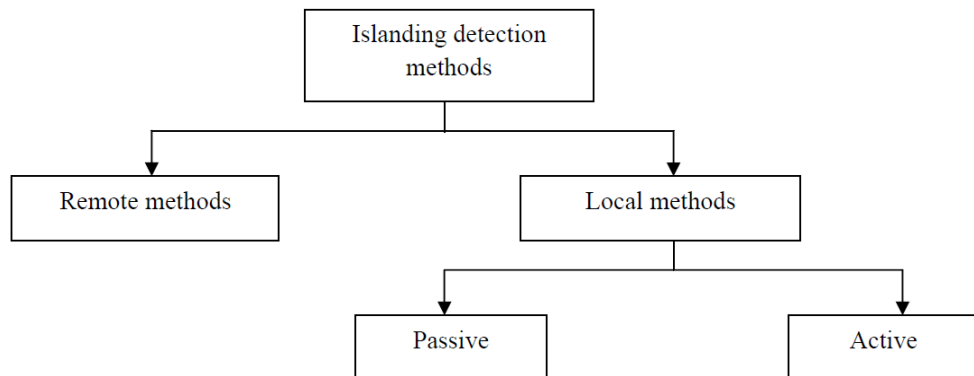 Islanding detection
methods
Remote methods
Local methods
Passive
Active